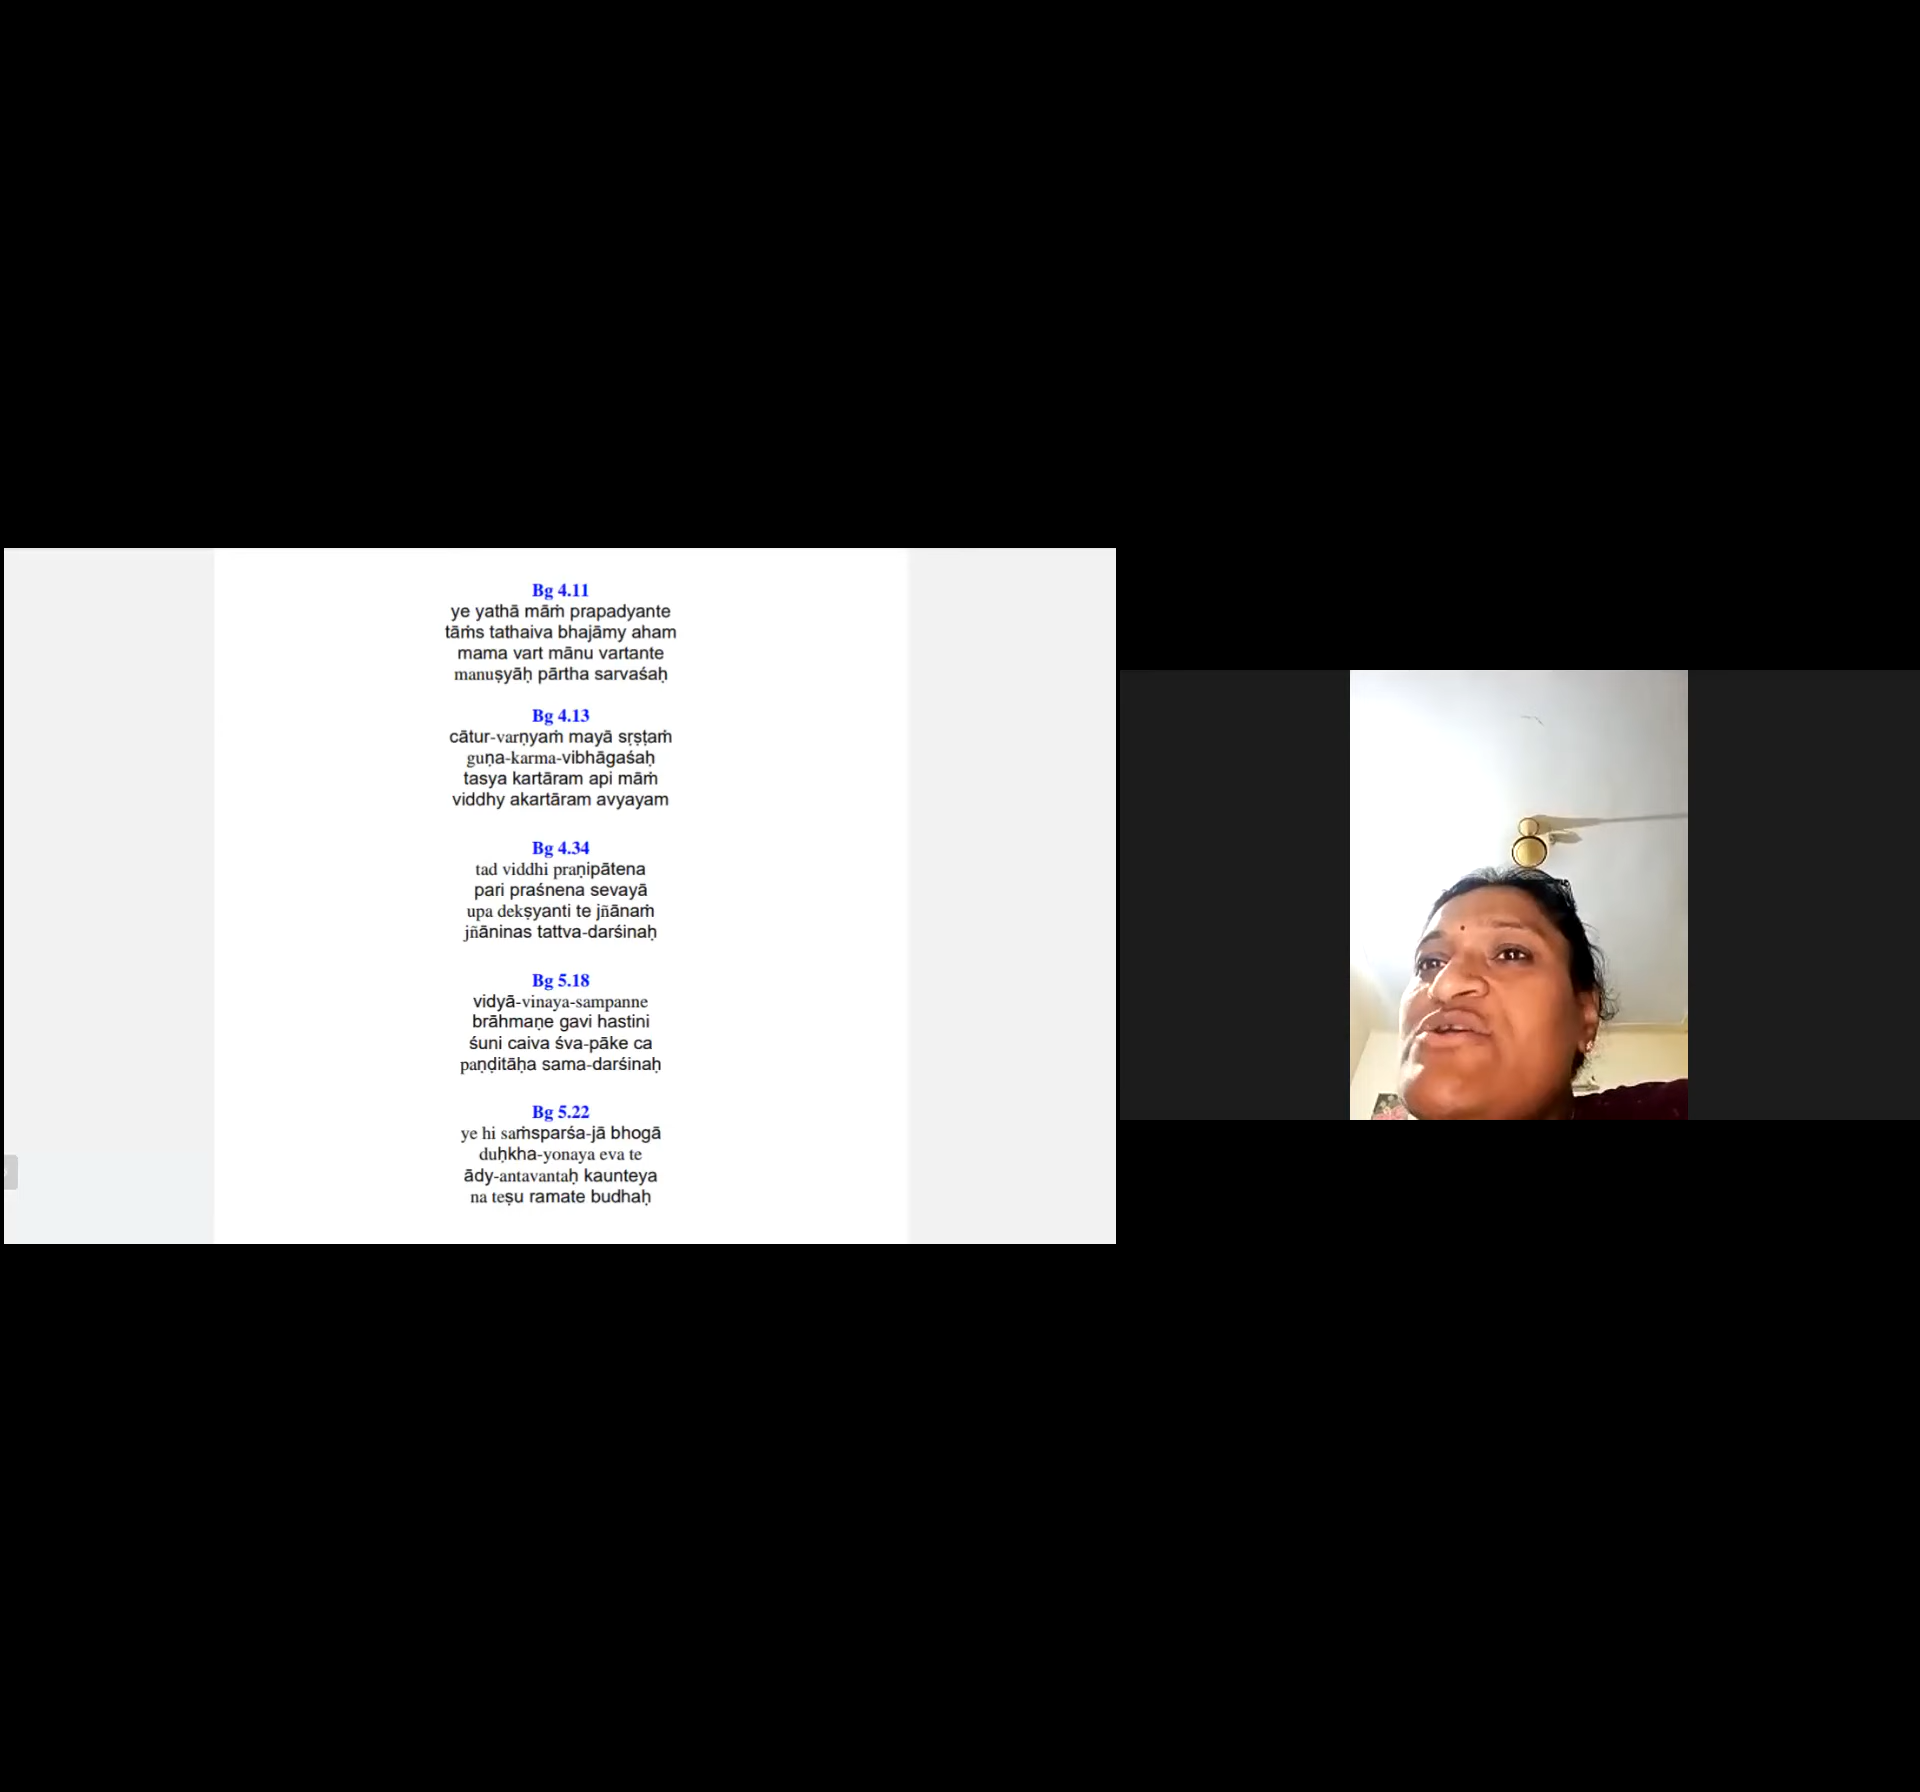 Bg 4.11
ye yathā māṁ prapadyante
tāṁs tathaiva bhajāmy aham
mama vart mānu vartante
manuṣyāḥ pārtha sarvaśaḥ
Bg 4.13
cātur-varṇyaṁ mayā sṛṣṭaṁ
guṇa-karma-vibhāgaśaḥ
tasya kartāram api māṁ
viddhy akartāram avyayam
Bg 4.34
tad viddhi praṇipātena
pari praśnena sevayā
upa dekṣyanti te jñānaṁ
jñāninas tattva-darśinaḥ
Bg 5.18
vidyā-vinaya-sampanne
brāhmaṇe gavi hastini
śuni caiva śva-pāke ca
paṇḍitāḥa sama-darśinaḥ
Bg 5.22
ye hi saṁsparśa-jā bhogā
duḥkha-yonaya eva te
ādy-antavantaḥ kaunteya
na teṣu ramate budhaḥ